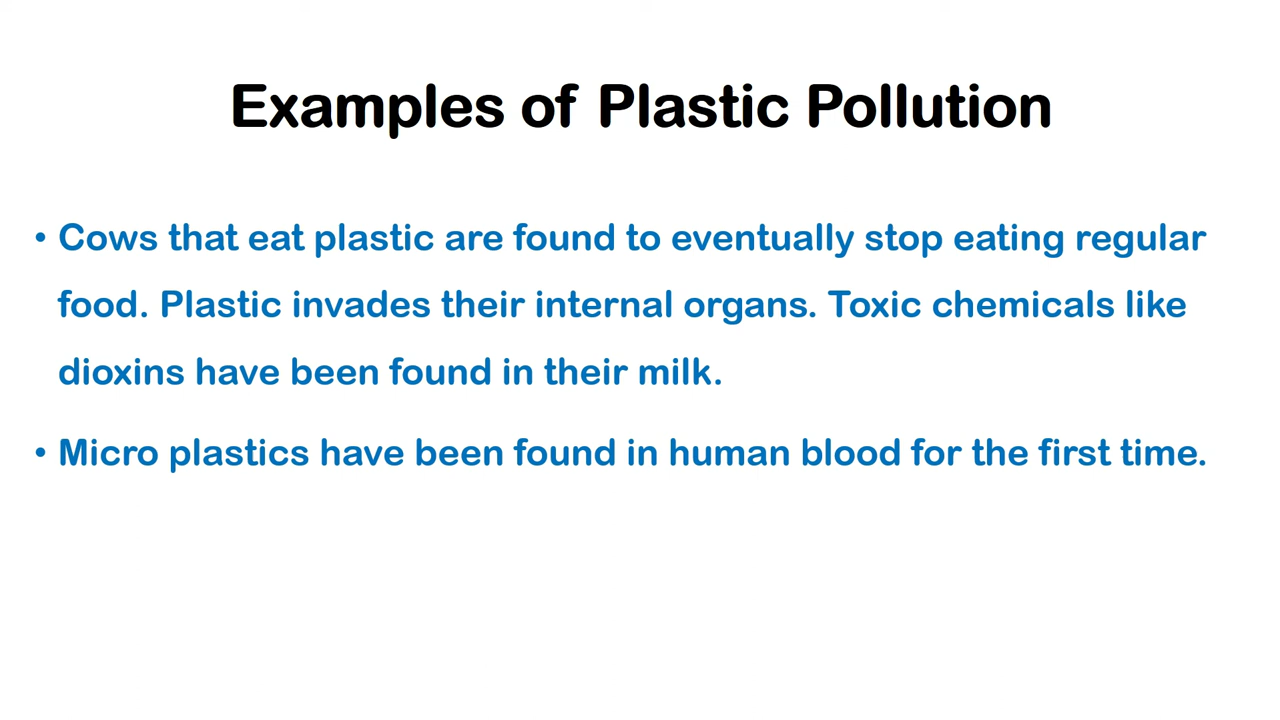 Examples of Plastic Pollution
• Cows that eat plastic are found to eventually stop eating regular
food. Plastic invades their internal organs. Toxic chemicals like
dioxins have been found in their milk.
• Micro plastics have been found in human blood for the first time.